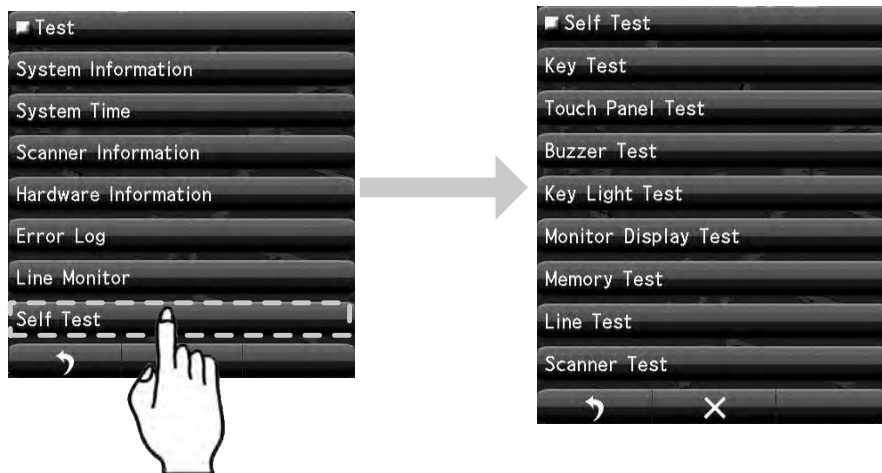 Test
System Information
System Time
Scanner Information
Hardware Information
Error Log
Line Monitor
Self Test
Self Test
Key Test
Touch Panel Test
Buzzer Test
Key Light Test
Monitor Display Test
Memory Test
Line Test
Scanner Test